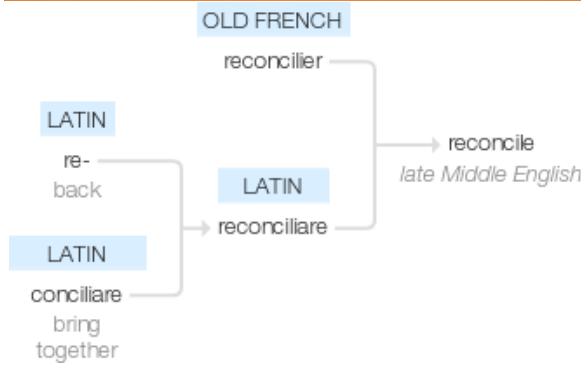 OLD FRENCH
reconcilier
LATIN
re-
back
reconcile
late Middle English
LATIN
reconciliare
LATIN
conciliare
bring
together